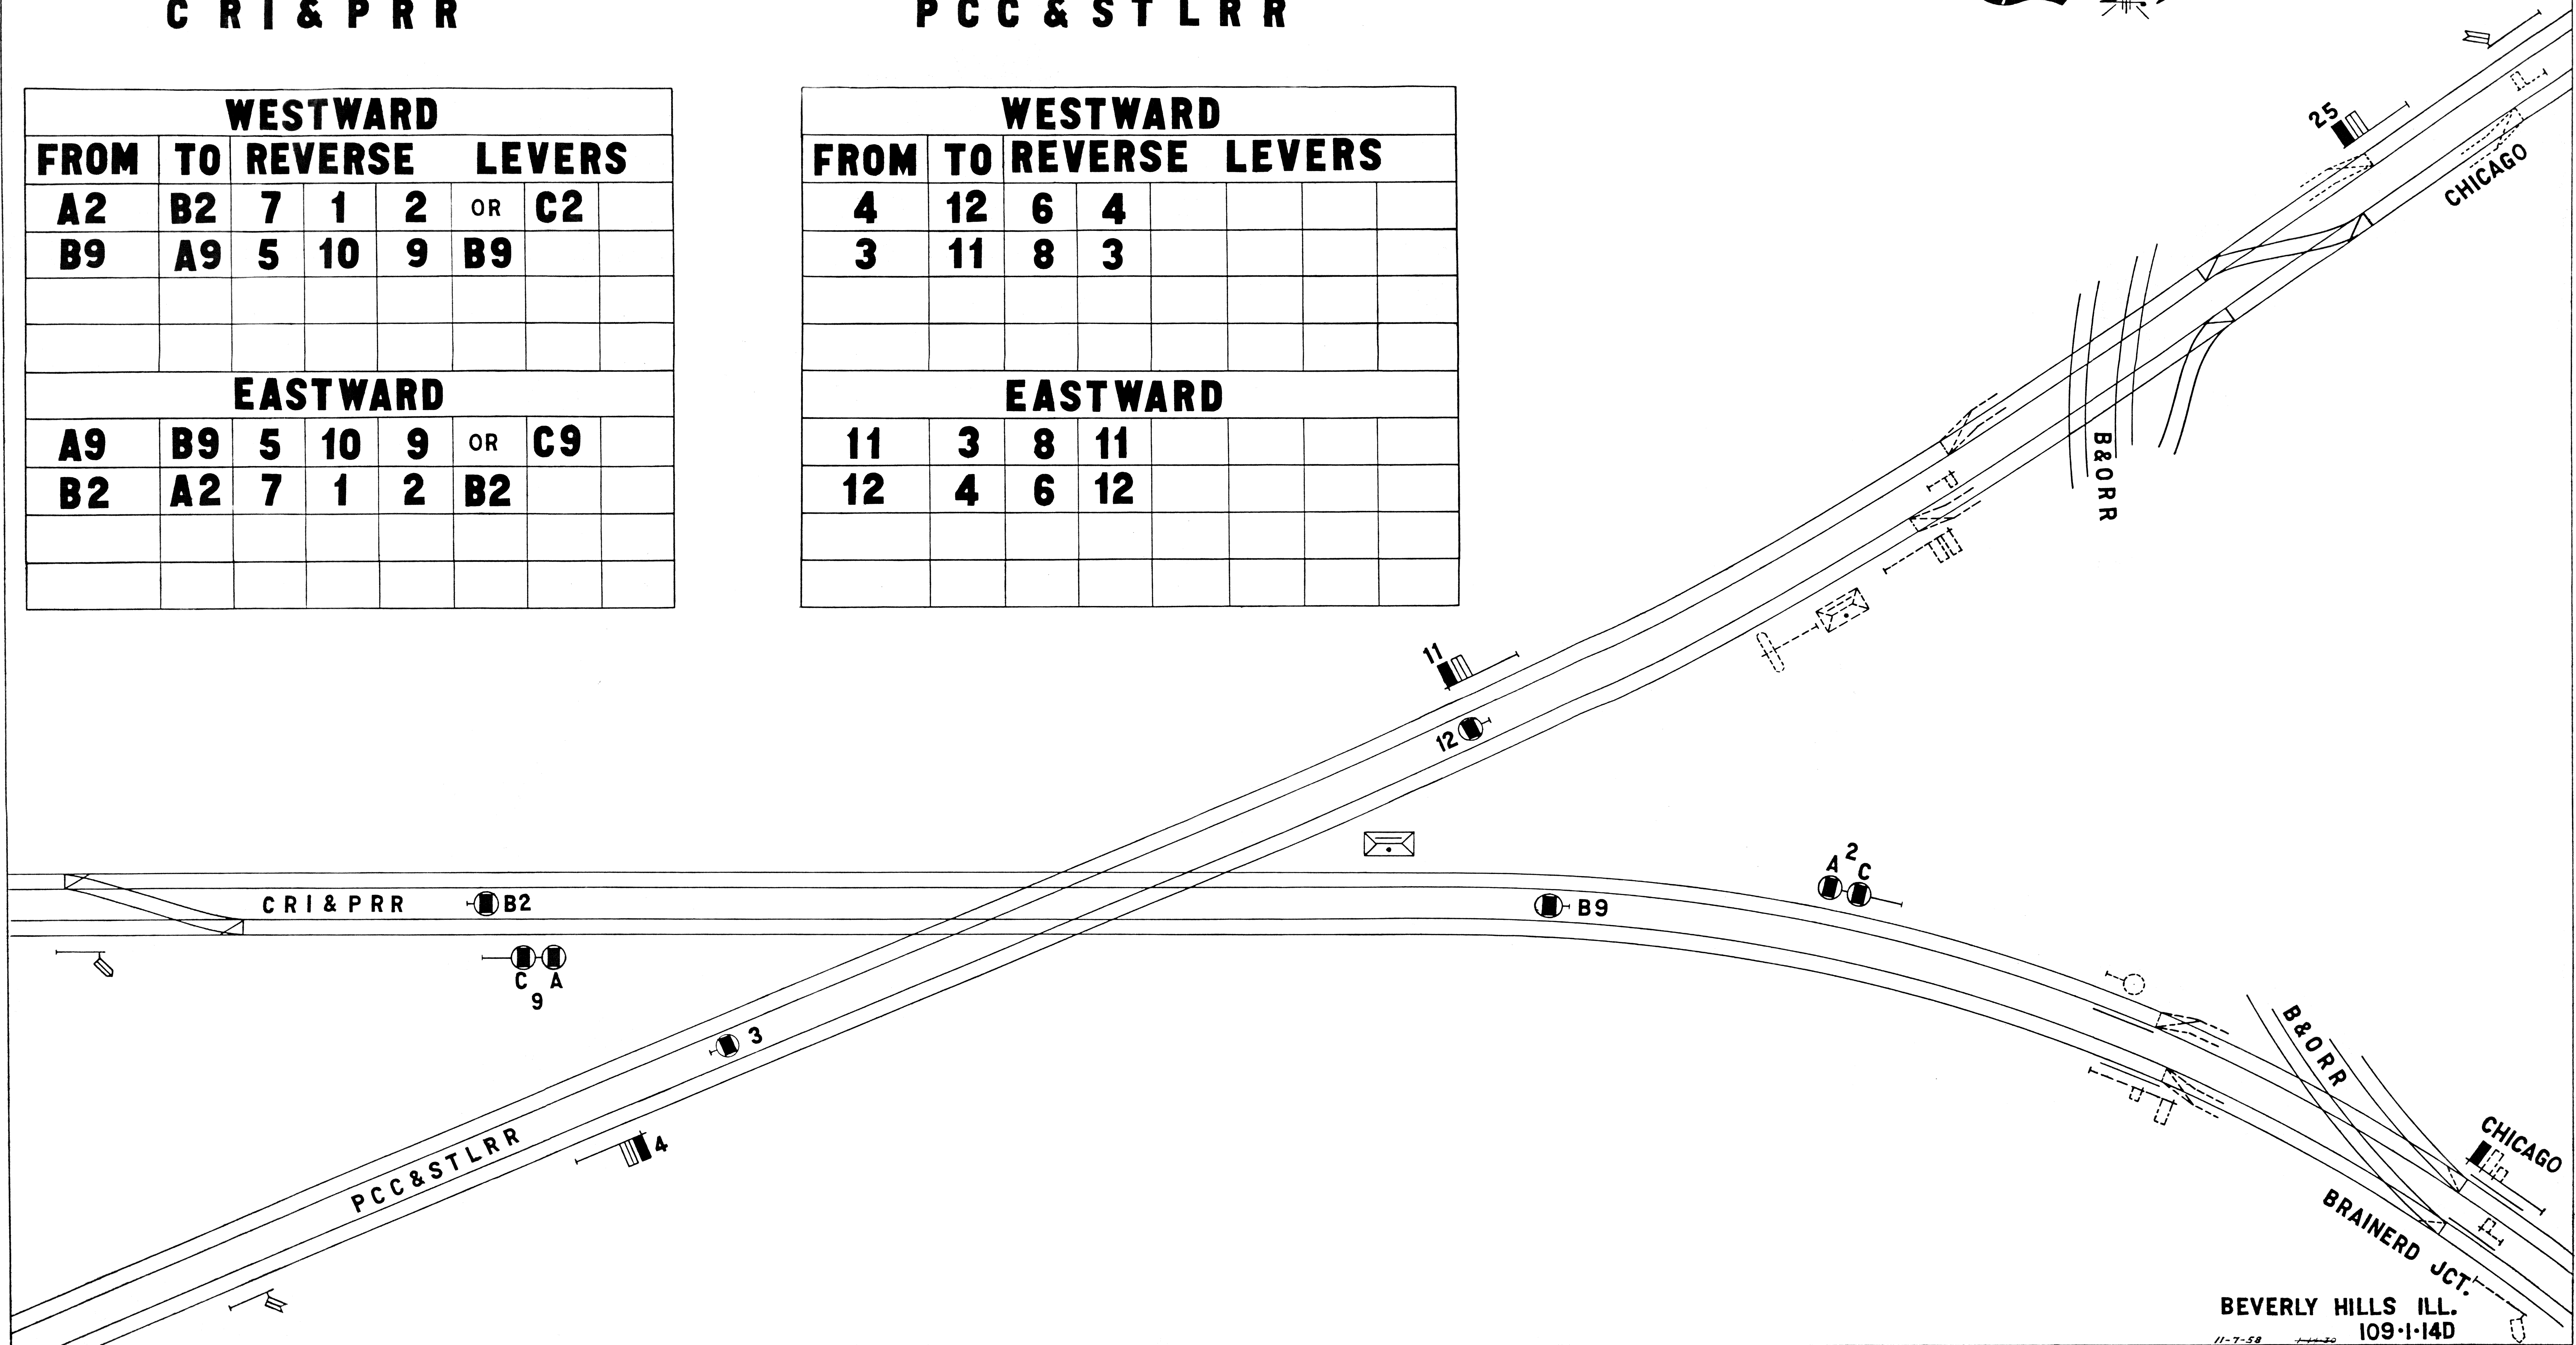 C R I & P R R
WESTWARD
FROM TO REVERSE LEVERS
A2 B2 7 1 2 OR C2
B9 A9 5 10 9 B9
EASTWARD
A9 B9 5 10 9 OR C9
B2 A2 7 1 2 B2
P C C & S T L R R
WESTWARD
FROM TO REVERSE LEVERS
4 12 6 4
3 11 8 3
EASTWARD
11 3 8 11
12 4 6 12
25
CHICAGO
B&ORR
11
12
CRI&PRR
B2
C A
9
B9
2
A C
3
4
PCC&STLRR
B&ORR
CHICAGO
BRAINERD JCT.
BEVERLY HILLS ILL.
11-7-58
109·1·14D